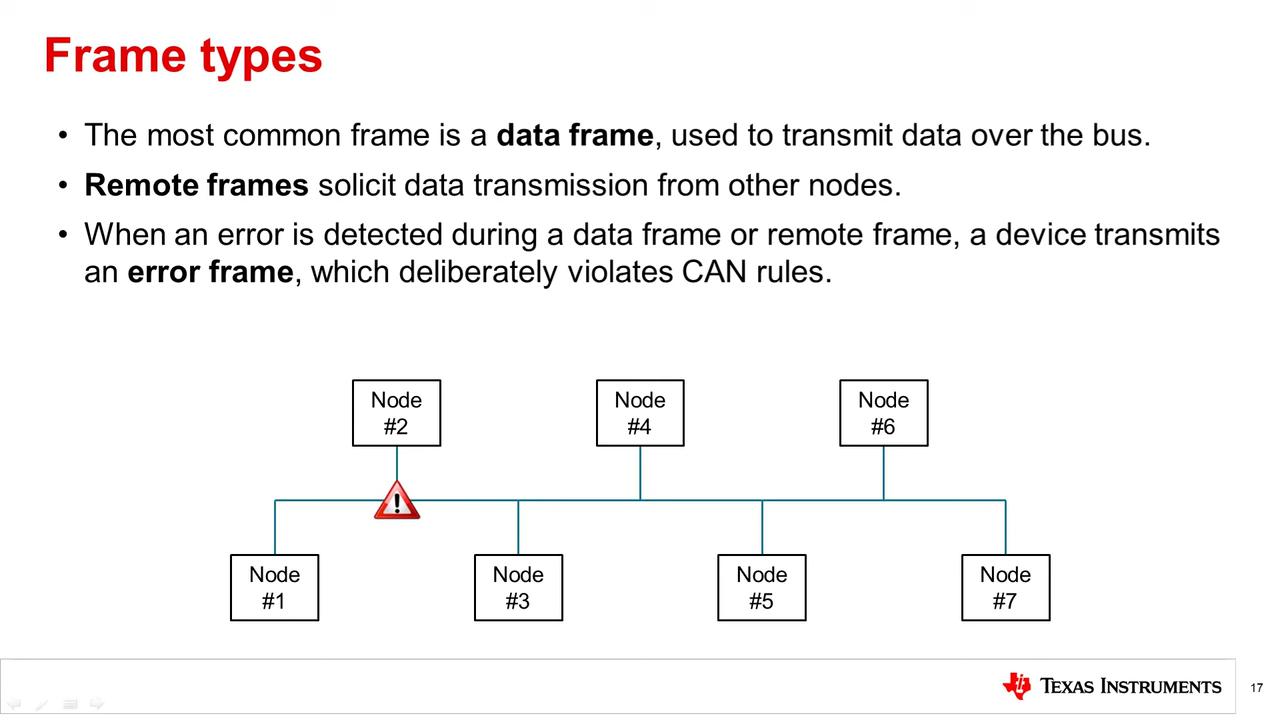 Frame types
• The most common frame is a data frame, used to transmit data over the bus.
• Remote frames solicit data transmission from other nodes.
• When an error is detected during a data frame or remote frame, a device transmits
an error frame, which deliberately violates CAN rules.
Node
#2
Node
#4
Node
#6
!
Node
#1
Node
#3
Node
#5
Node
#7
TEXAS INSTRUMENTS
17